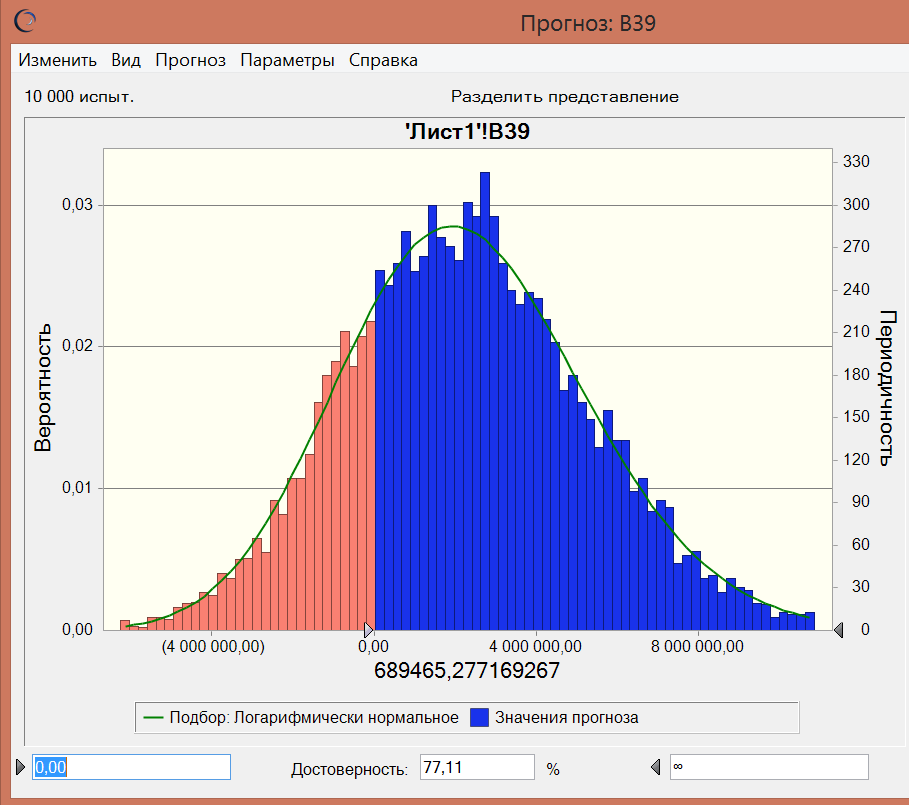 Прогноз: B39
Изменить Вид Прогноз Параметры Справка
10 000 испыт. Разделить представление
'Лист1'!B39
Вероятность
0,03
0,02
0,01
0,00
330
300
270
240
210
180
150
120
90
60
30
0
Периодичность
(4 000 000,00) 0,00 4 000 000,00 8 000 000,00
689465,277169267
Подбор: Логарифмически нормальное Значения прогноза
0,00 Достоверность: 77,11 % ∞